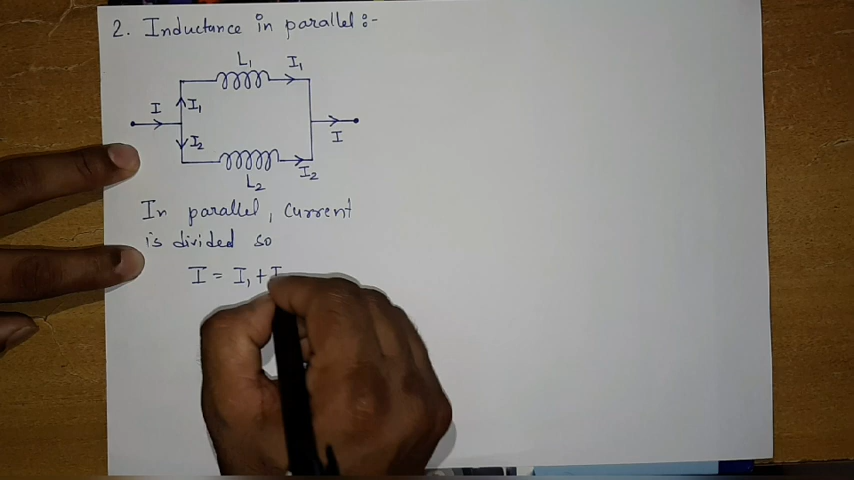 2. Inductance in parallel :-
L₁ I₁
I I₁
I₂ I
L₂ I₂
In parallel, current
is divided so
I = I₁ + I